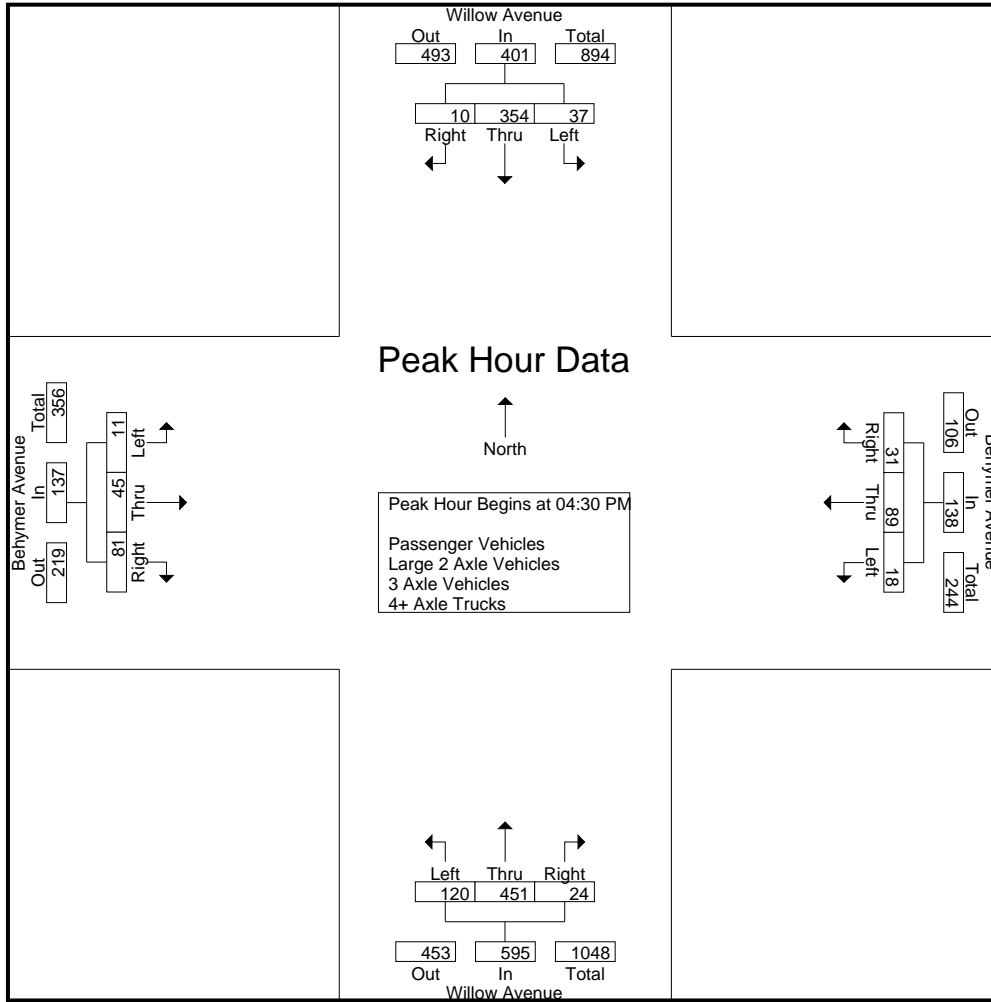 Willow Avenue
Out In Total
493 401 894
10 354 37
Right Thru Left
Peak Hour Data
North
Peak Hour Begins at 04:30 PM
Passenger Vehicles
Large 2 Axle Vehicles
3 Axle Vehicles
4+ Axle Trucks
Behymer Avenue
Out In Total
219 137 356
Left Thru Right
11 45 81
Behymer Avenue
Out In Total
106 138 244
Right Thru Left
31 89 18
Left Thru Right
120 451 24
453 595 1048
Out In Total
Willow Avenue